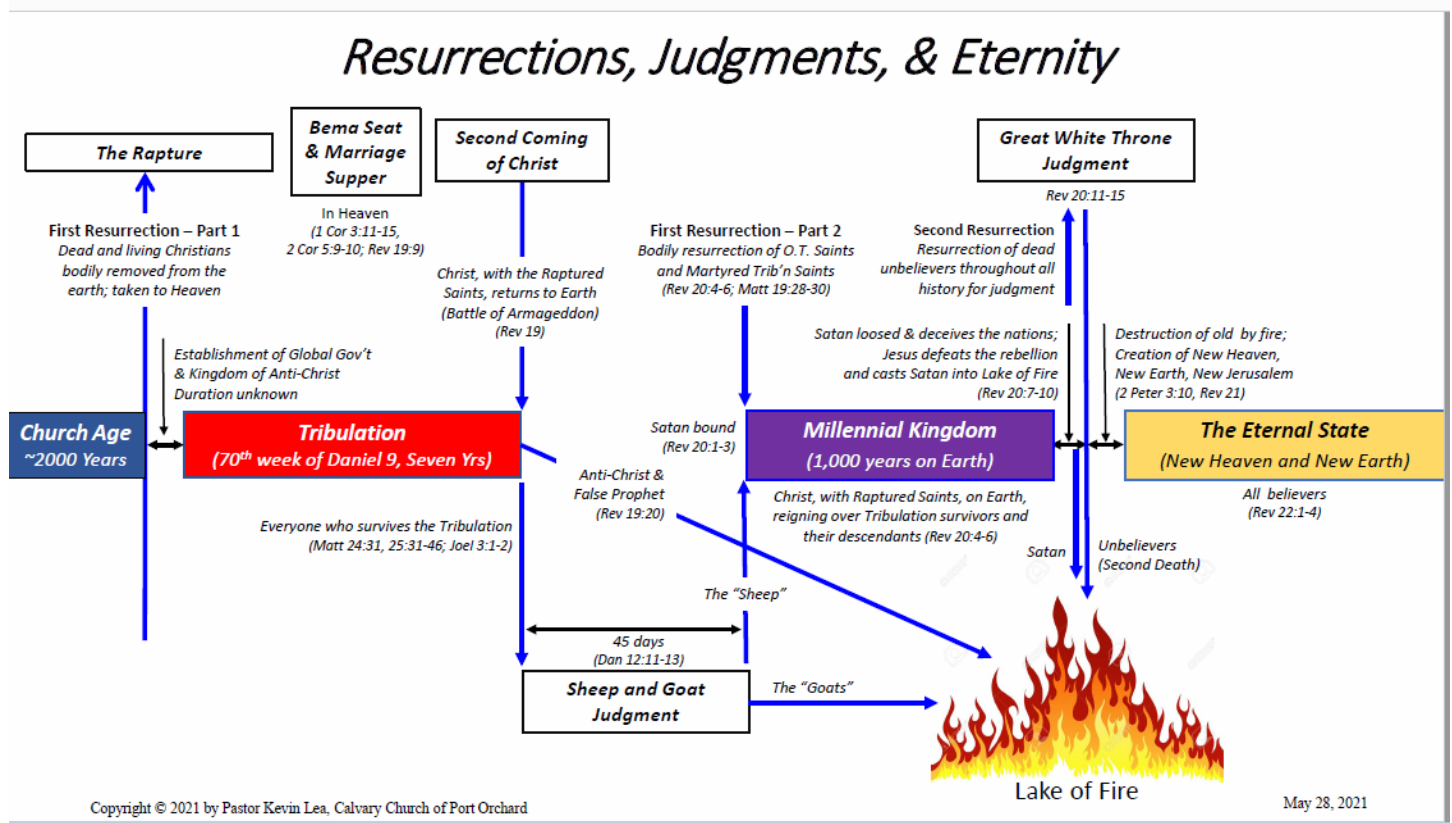 Resurrections, Judgments, & Eternity
The Rapture
Bema Seat
& Marriage
Supper
Second Coming
of Christ
Great White Throne
Judgment
Rev 20:11-15
In Heaven
(1 Cor 3:11-15,
2 Cor 5:9-10; Rev 19:9)
First Resurrection – Part 1
Dead and living Christians
bodily removed from the
earth; taken to Heaven
Christ, with the Raptured
Saints, returns to Earth
(Battle of Armageddon)
(Rev 19)
First Resurrection – Part 2
Bodily resurrection of O.T. Saints
and Martyred Trib'n Saints
(Rev 20:4-6; Matt 19:28-30)
Second Resurrection
Resurrection of dead
unbelievers throughout all
history for judgment
Establishment of Global Gov't
& Kingdom of Anti-Christ
Duration unknown
Satan loosed & deceives the nations;
Jesus defeats the rebellion
and casts Satan into Lake of Fire
(Rev 20:7-10)
Destruction of old by fire;
Creation of New Heaven,
New Earth, New Jerusalem
(2 Peter 3:10, Rev 21)
Church Age
~2000 Years
Tribulation
(70th week of Daniel 9, Seven Yrs)
Satan bound
(Rev 20:1-3)
Millennial Kingdom
(1,000 years on Earth)
The Eternal State
(New Heaven and New Earth)
Anti-Christ &
False Prophet
(Rev 19:20)
Everyone who survives the Tribulation
(Matt 24:31, 25:31-46; Joel 3:1-2)
Christ, with Raptured Saints, on Earth,
reigning over Tribulation survivors and
their descendants (Rev 20:4-6)
All believers
(Rev 22:1-4)
Satan
Unbelievers
(Second Death)
The "Sheep"
45 days
(Dan 12:11-13)
Sheep and Goat
Judgment
The "Goats"
Lake of Fire
Copyright © 2021 by Pastor Kevin Lea, Calvary Church of Port Orchard
May 28, 2021